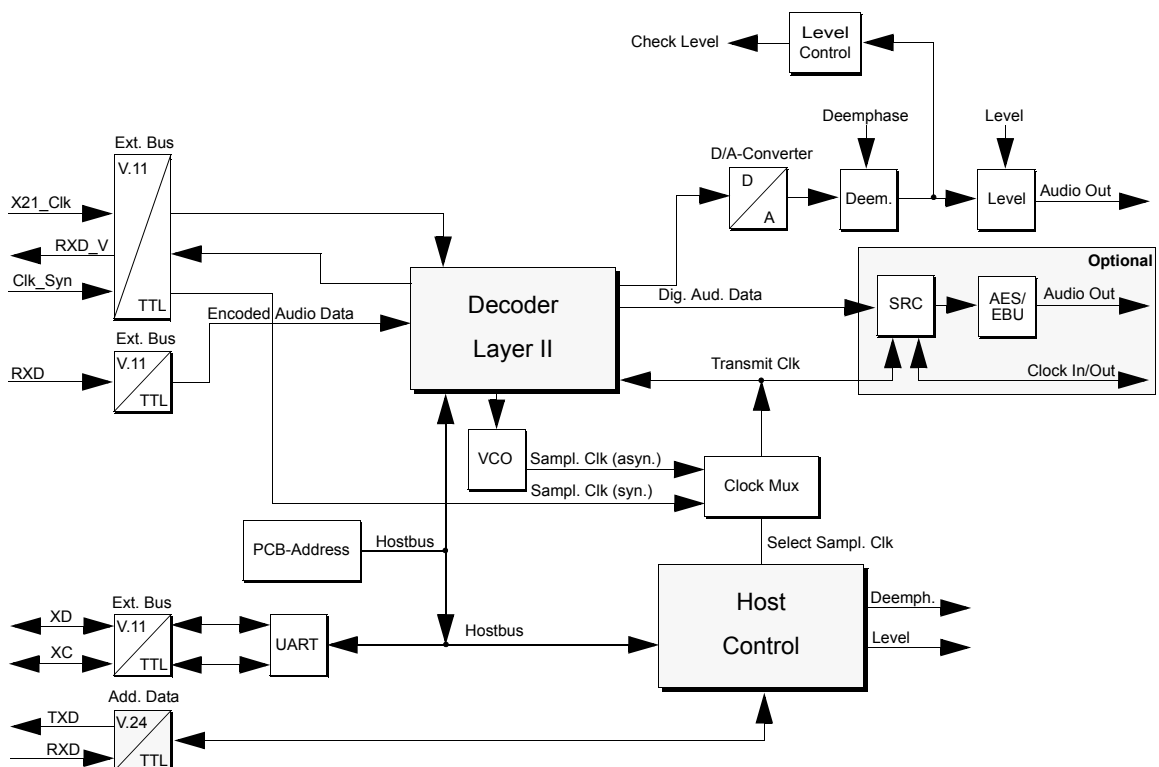 Level
Control
Check Level
Deemphase
Level
D/A-Converter
D
A
Deem.
Level
Audio Out
Ext. Bus
V.11
TTL
X21_Clk
RXD_V
Clk_Syn
Ext. Bus
V.11
TTL
RXD
Encoded Audio Data
Decoder
Layer II
Dig. Aud. Data
Optional
SRC
AES/
EBU
Audio Out
Clock In/Out
Transmit Clk
VCO
Sampl. Clk (asyn.)
Sampl. Clk (syn.)
Clock Mux
Select Sampl. Clk
PCB-Address
Hostbus
Ext. Bus
V.11
TTL
XD
XC
UART
Hostbus
Host
Control
Deemph.
Level
Add. Data
V.24
TTL
TXD
RXD